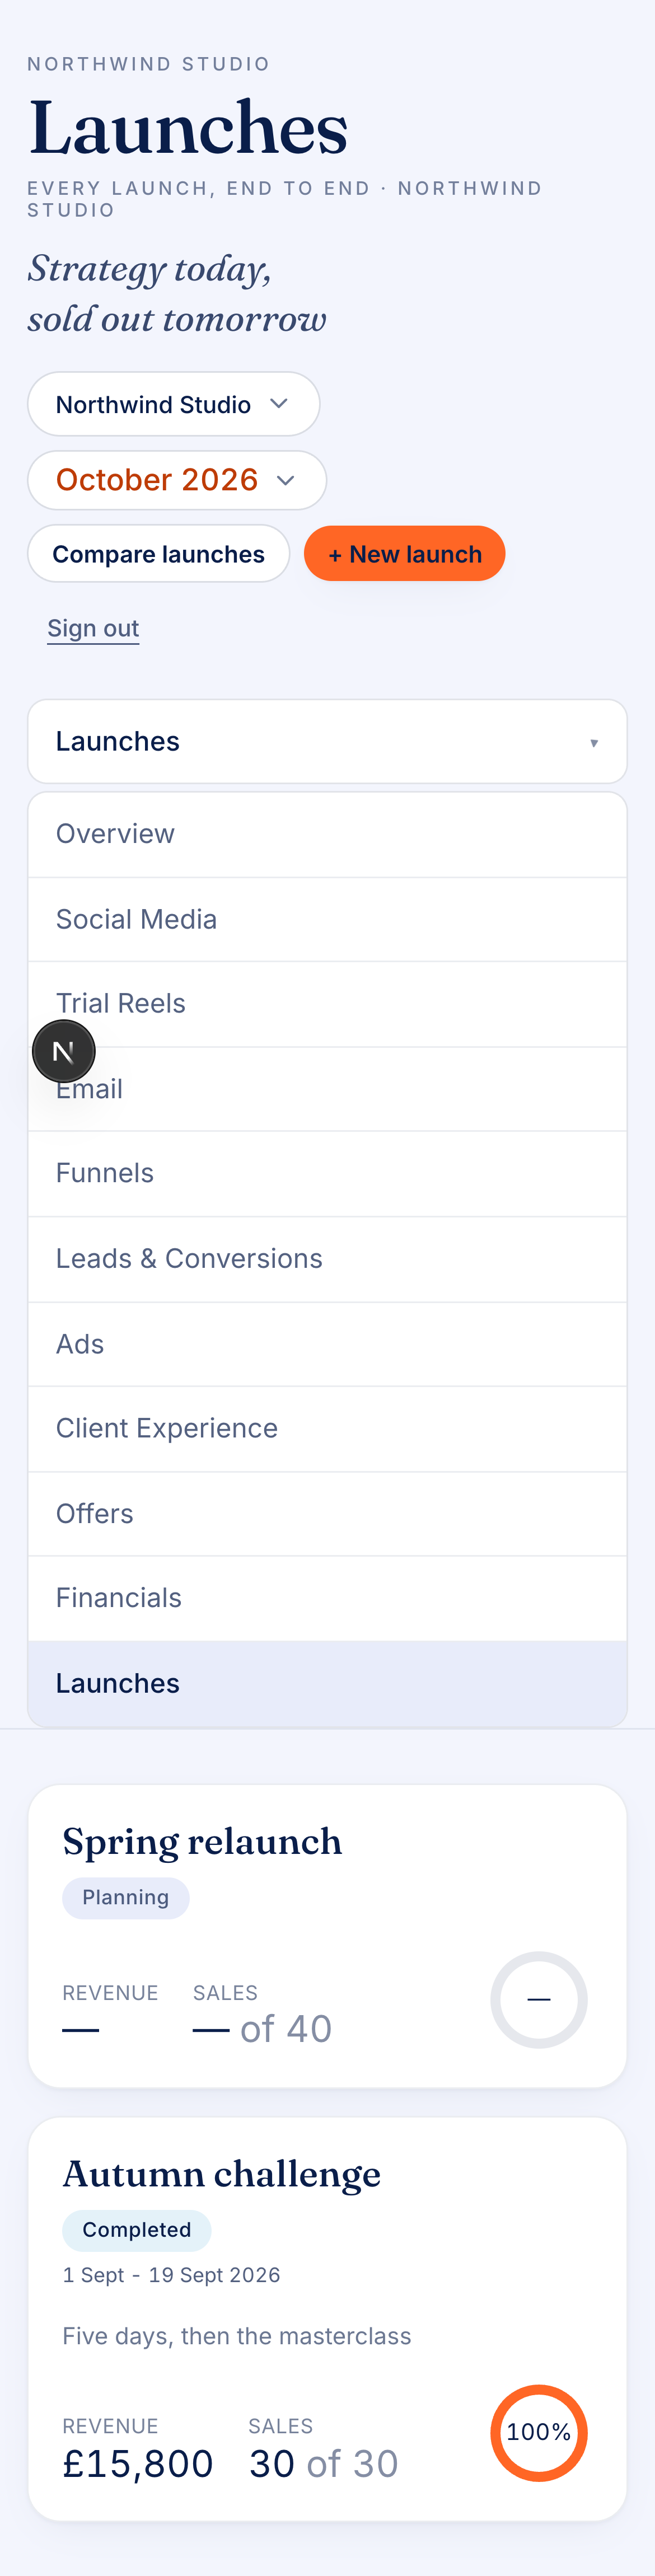 NORTHWIND STUDIO
Launches
EVERY LAUNCH, END TO END · NORTHWIND
STUDIO
Strategy today,
sold out tomorrow
Northwind Studio
October 2026
Compare launches
+ New launch
Sign out
Launches
Overview
Social Media
Trial Reels
N
Email
Funnels
Leads & Conversions
Ads
Client Experience
Offers
Financials
Launches
Spring relaunch
Planning
REVENUE SALES
— — of 40
—
Autumn challenge
Completed
1 Sept - 19 Sept 2026
Five days, then the masterclass
REVENUE SALES
£15,800 30 of 30
100%